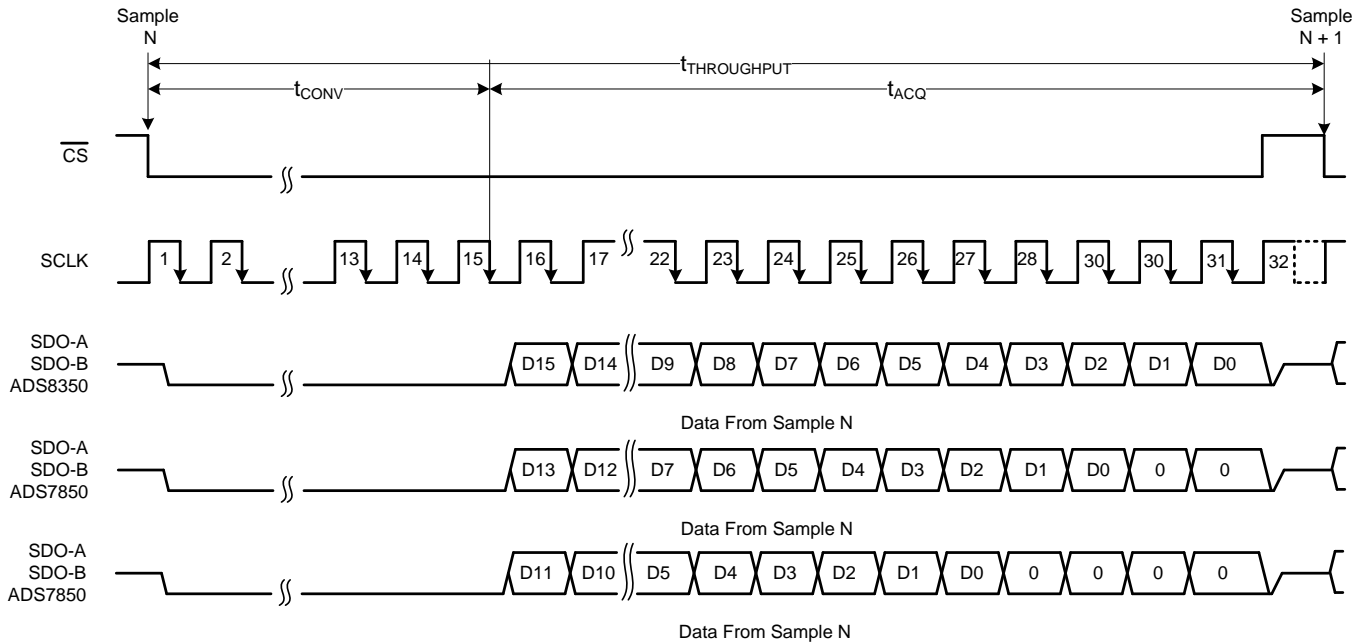 Sample
N
Sample
N + 1
tTHROUGHPUT
tCONV
tACQ
CS
SCLK
1 2 13 14 15 16 17 22 23 24 25 26 27 28 30 30 31 32
SDO-A
SDO-B
ADS8350
D15 D14 D9 D8 D7 D6 D5 D4 D3 D2 D1 D0
Data From Sample N
SDO-A
SDO-B
ADS7850
D13 D12 D7 D6 D5 D4 D3 D2 D1 D0 0 0
Data From Sample N
SDO-A
SDO-B
ADS7850
D11 D10 D5 D4 D3 D2 D1 D0 0 0 0 0
Data From Sample N